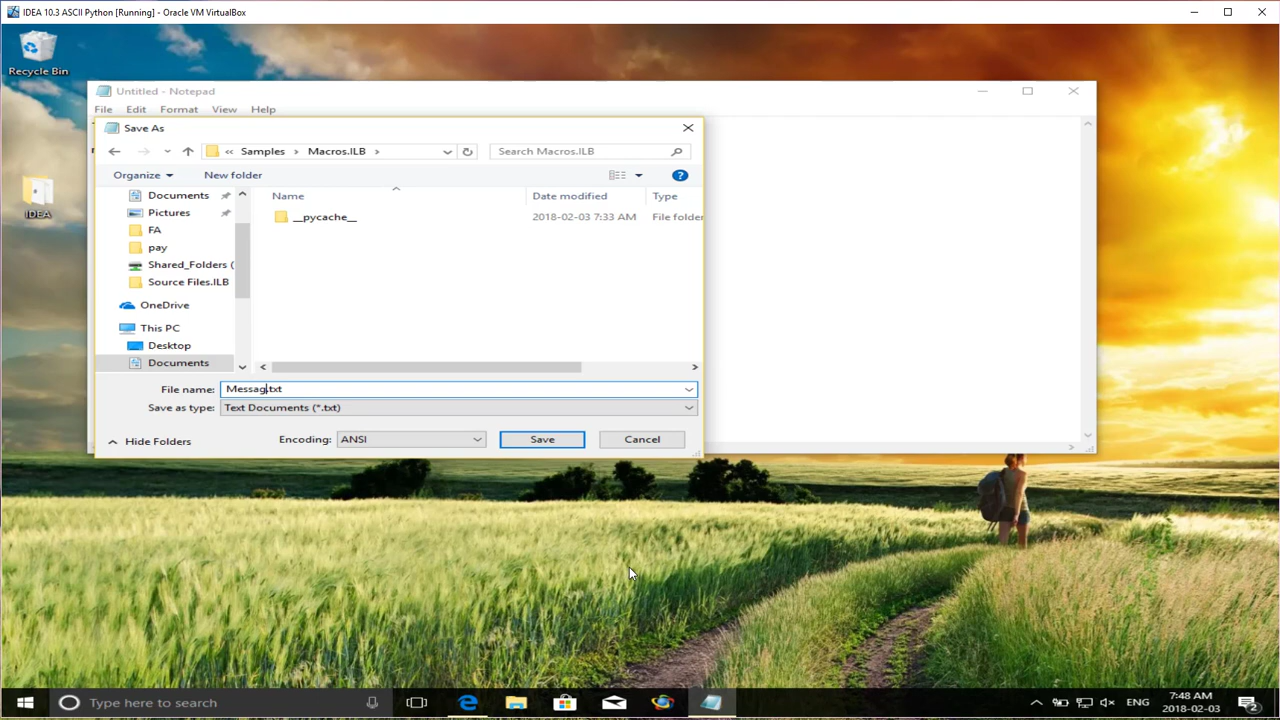 IDEA 10.3 ASCII Python [Running] - Oracle VM VirtualBox
Recycle Bin
Untitled - Notepad
File Edit Format View Help
Save As
« Samples > Macros.ILB >
Search Macros.ILB
Organize
New folder
Name
Date modified
Type
__pycache__
2018-02-03 7:33 AM
File folder
Documents
Pictures
FA
pay
Shared_Folders (
Source Files.ILB
OneDrive
This PC
Desktop
Documents
IDEA
File name:
Messag.txt
Save as type:
Text Documents (*.txt)
Hide Folders
Encoding:
ANSI
Save
Cancel
Type here to search
ENG
7:48 AM
2018-02-03
2